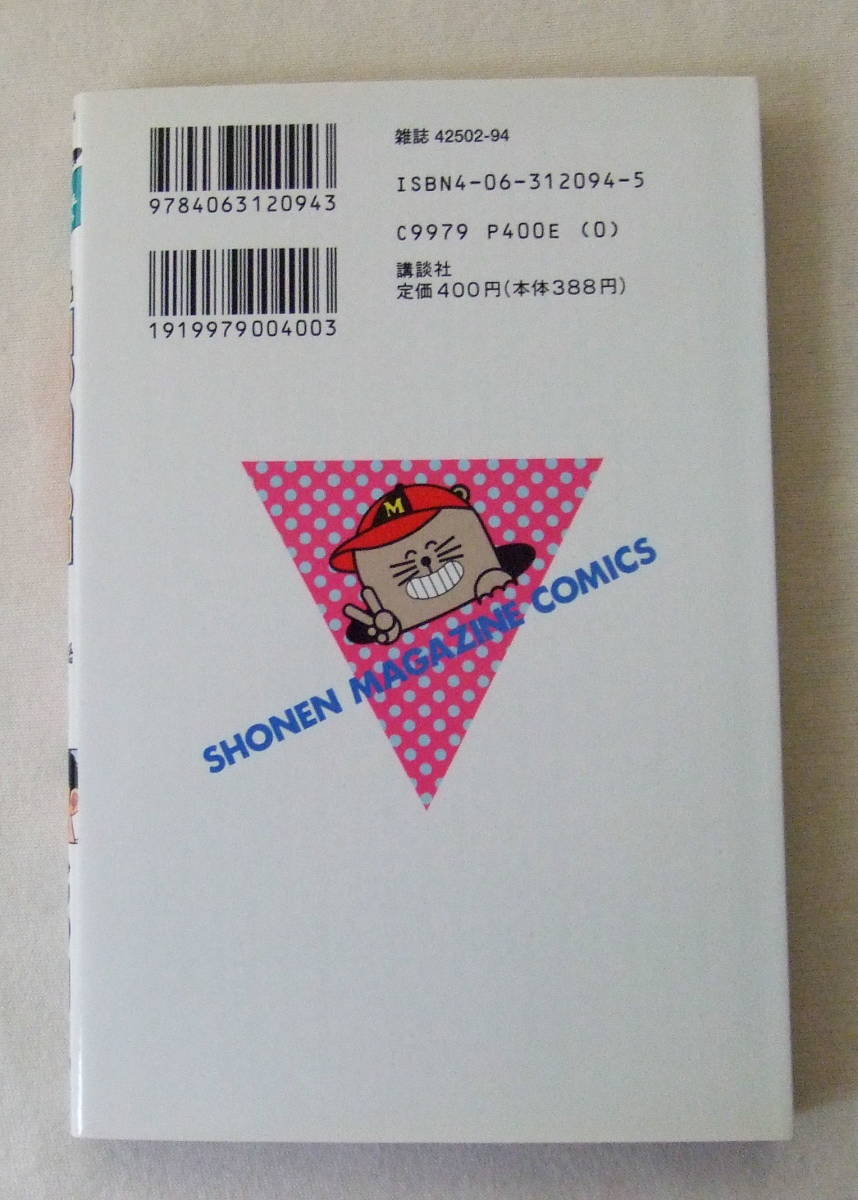 9784063120943
1919979004003
雑誌 42502-94
ISBN4-06-312094-5
C9979 P400E (0)
講談社
定価400円(本体388円)
M
SHONEN MAGAZINE COMICS